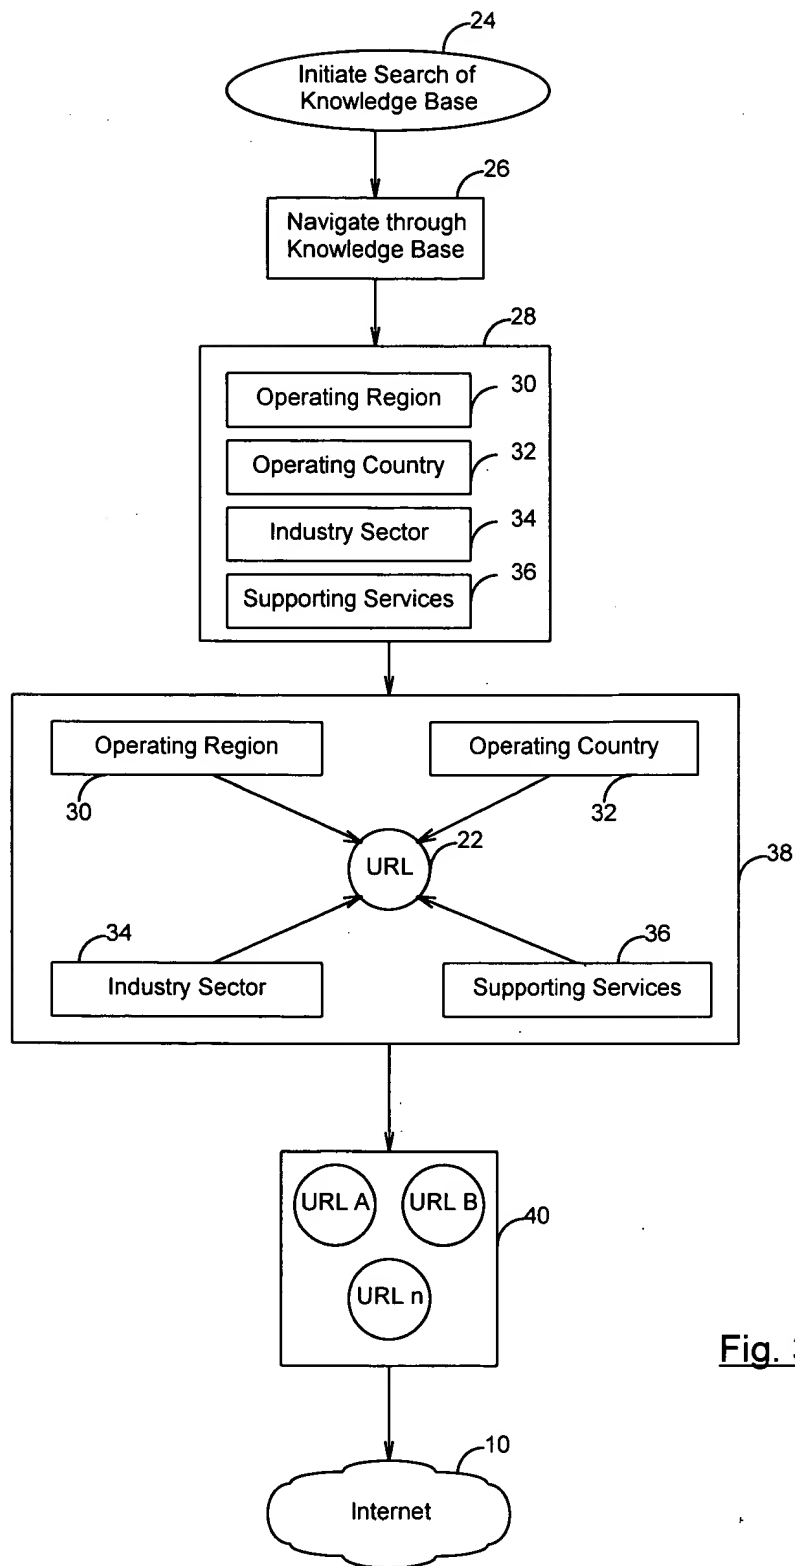 24
Initiate Search of
Knowledge Base
26
Navigate through
Knowledge Base
28
Operating Region
30
Operating Country
32
Industry Sector
34
Supporting Services
36
Operating Region
30
Operating Country
32
URL
22
38
34
Industry Sector
36
Supporting Services
URL A
URL B
40
URL n
Fig.
10
Internet